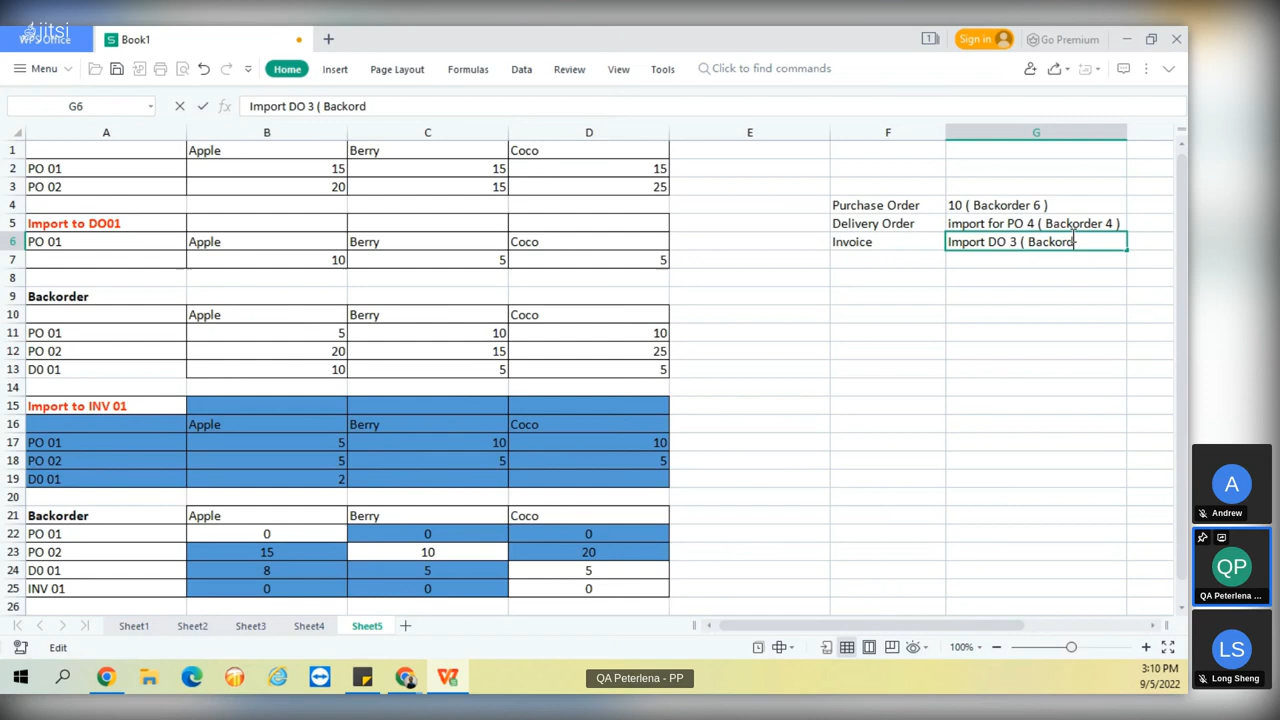 jitsi
WPS Office
Book1
1
Sign in
Go Premium
Menu
Home
Insert
Page Layout
Formulas
Data
Review
View
Tools
Click to find commands
G6
fx
Import DO 3 ( Backord
A B C D E F G
1 Apple Berry Coco
2 PO 01 15 15 15
3 PO 02 20 15 25
4 Purchase Order 10 ( Backorder 6 )
5 Import to DO01 Delivery Order import for PO 4 ( Backorder 4 )
6 PO 01 Apple Berry Coco Invoice Import DO 3 ( Backord
7 10 5 5
8
9 Backorder
10 Apple Berry Coco
11 PO 01 5 10 10
12 PO 02 20 15 25
13 D0 01 10 5 5
14
15 Import to INV 01
16 Apple Berry Coco
17 PO 01 5 10 10
18 PO 02 5 5 5
19 D0 01 2
20
21 Backorder Apple Berry Coco
22 PO 01 0 0 0
23 PO 02 15 10 20
24 D0 01 8 5 5
25 INV 01 0 0 0
26
Sheet1 Sheet2 Sheet3 Sheet4 Sheet5
Edit
100%
3:10 PM
9/5/2022
QA Peterlena - PP
A
Andrew
QP
QA Peterlena ...
LS
Long Sheng